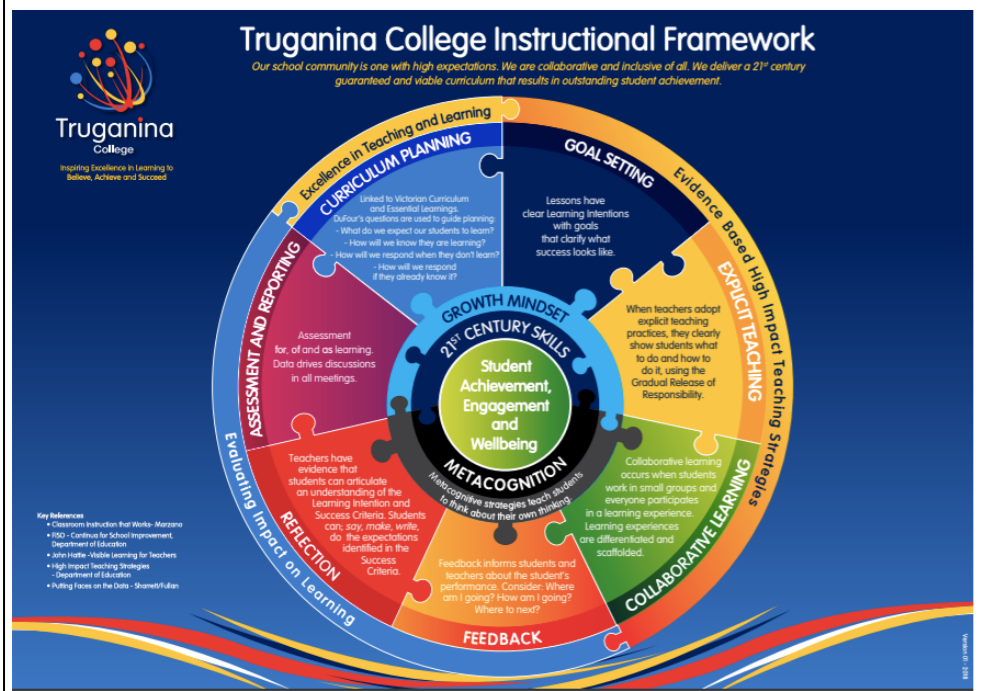 Truganina College Instructional Framework
Our school community is one with high expectations. We are collaborative and inclusive of all. We deliver a 21st century
guaranteed and viable curriculum that results in outstanding student achievement.
Truganina
College
Inspiring Excellence in Learning to
Believe, Achieve and Succeed
Excellence in Teaching and Learning
CURRICULUM PLANNING
Linked to Victorian Curriculum
and Essential Learnings.
DuFour's questions are used to guide planning:
- What do we expect our students to learn?
- How will we know they are learning?
- How will we respond when they don't learn?
- How will we respond
if they already know it?
GOAL SETTING
Lessons have
clear Learning Intentions
with goals
that clarify what
success looks like.
Evidence Based High Impact Teaching Strategies
EXPLICIT TEACHING
When teachers adopt
explicit teaching
practices, they clearly
show students what
to do and how to
do it, using the
Gradual Release of
Responsibility.
COLLABORATIVE LEARNING
Collaborative learning
occurs when students
work in small groups and
everyone participates
in a learning experience.
Learning experiences
are differentiated and
scaffolded.
FEEDBACK
Feedback informs students and
teachers about the student's
performance. Consider: Where
am I going? How am I going?
Where to next?
Evaluating Impact on Learning
REFLECTION
Teachers have
evidence that
students can articulate
an understanding of the
Learning Intention and
Success Criteria. Students
can; say, make, write,
do the expectations
identified in the
Success
Criteria.
ASSESSMENT AND REPORTING
Assessment
for, of and as learning.
Data drives discussions
in all meetings.
GROWTH MINDSET
21ST CENTURY SKILLS
Student
Achievement,
Engagement
and
Wellbeing
METACOGNITION
Metacognitive strategies teach students
to think about their own thinking.
Key References
• Classroom Instruction that Works- Marzano
• FISO - Continua for School Improvement,
Department of Education
• John Hattie -Visible Learning for Teachers
• High Impact Teaching Strategies
- Department of Education
• Putting Faces on the Data - Sharrett/Fullan